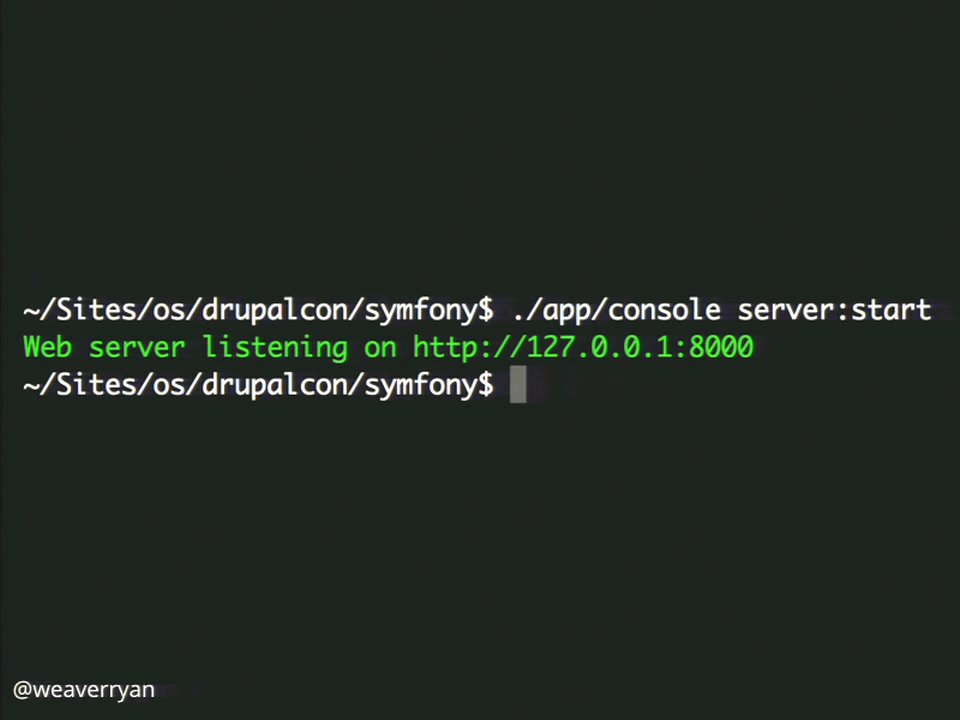 ~/Sites/os/drupalcon/symfony$ ./app/console server:start
Web server listening on http://127.0.0.1:8000
~/Sites/os/drupalcon/symfony$
@weaverryan